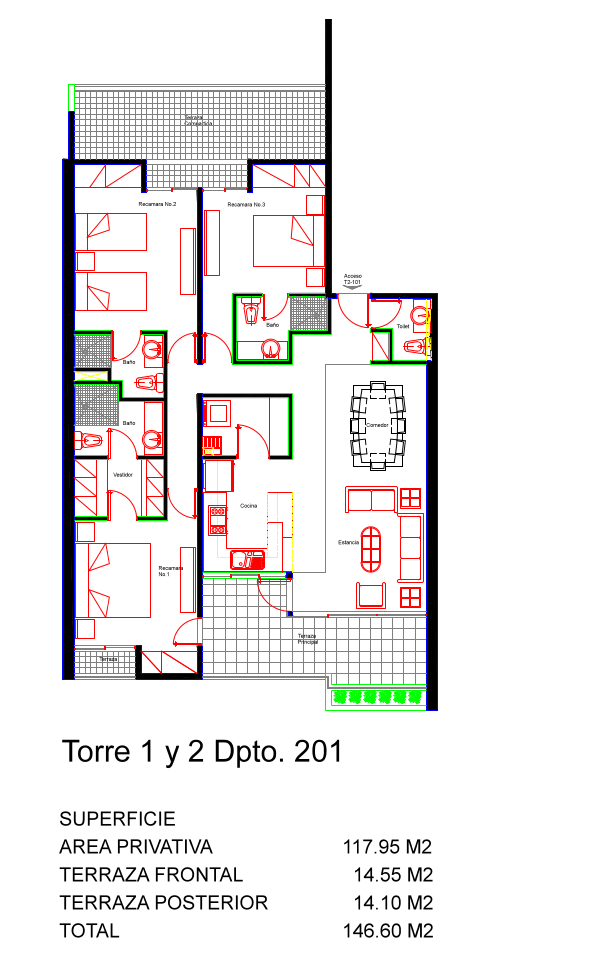 Terraza
Comunitaria
Recamara No.2
Recamara No.3
Acceso
T2-101
Baño
Toilet
Baño
Comedor
Baño
Vestidor
Cocina
Estancia
Recamara
No.1
Terraza
Principal
Terraza
Torre 1 y 2 Dpto. 201
SUPERFICIE
AREA PRIVATIVA 117.95 M2
TERRAZA FRONTAL 14.55 M2
TERRAZA POSTERIOR 14.10 M2
TOTAL 146.60 M2